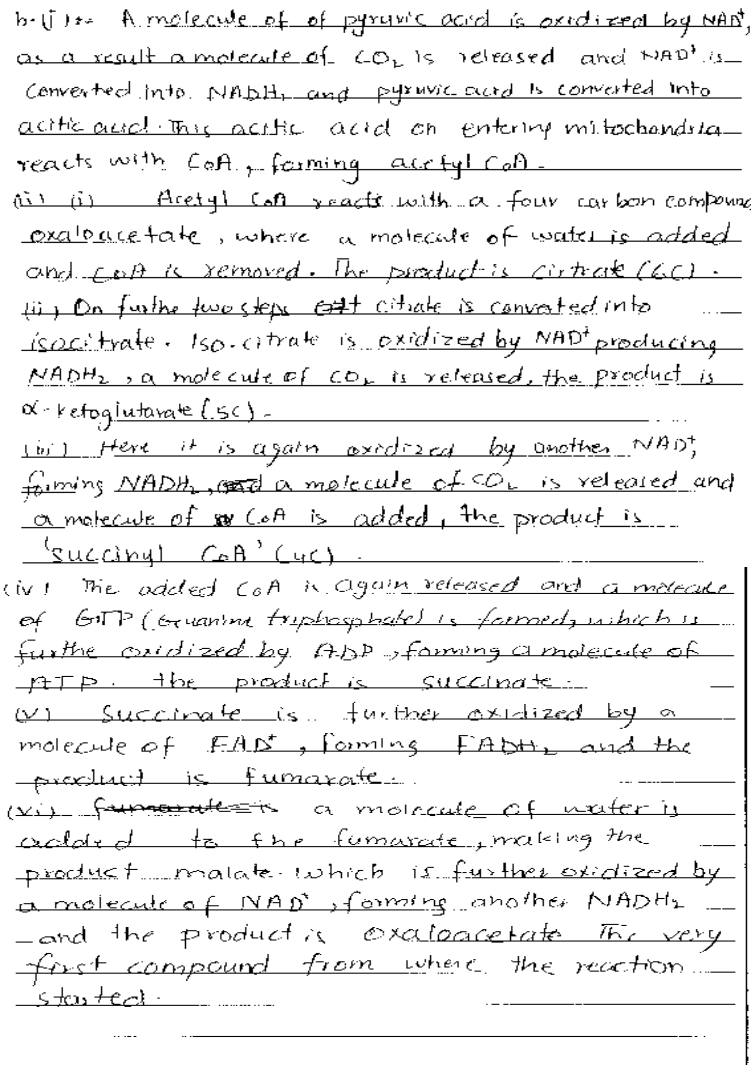 b-(i) :- A molecule of of pyruvic acid is oxidized by NAD⁺,
as a result a molecule of CO₂ is released and NAD⁺ is
converted into NADH₂ and pyruvic acid is converted into
acitic acid. This acitic acid on entering mitochondria
reacts with CoA, forming acetyl CoA.
(ii) (i) Acetyl CoA reacts with a four carbon compound
oxaloacetate, where a molecule of water is added
and CoA is removed. The product is cirtrate (6C).
(ii) On furthe two steps citrate is converted into
isocitrate. Iso-citrate is oxidized by NAD⁺ producing
NADH₂, a molecule of CO₂ is released, the product is
α-ketoglutarate (5C).
(iii) Here it is again oxidized by another NAD⁺,
forming NADH₂, a molecule of CO₂ is released and
a molecule of CoA is added, the product is
'succinyl CoA' (4C).
(iv) The added CoA is again released and a molecule
of GTP (Guanine triphosphate) is formed, which is
furthe oxidized by ADP, forming a molecule of
ATP. the product is succinate.
(v) Succinate is further oxidized by a
molecule of FAD⁺, forming FADH₂ and the
product is fumarate.
(vi) fumarate is a molecule of water is
added to the fumarate, making the
product malate which is further oxidized by
a molecule of NAD⁺, forming another NADH₂
and the product is oxaloacetate The very
first compound from where the reaction
started.